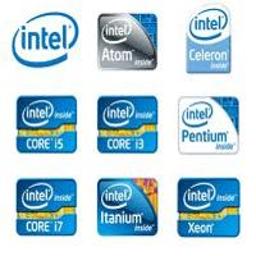 intel
intel
Atom
inside
intel
Celeron
inside
intel inside
CORE i5
intel inside
CORE i3
intel
Pentium
inside
intel inside
CORE i7
intel
Itanium
inside
intel inside
Xeon